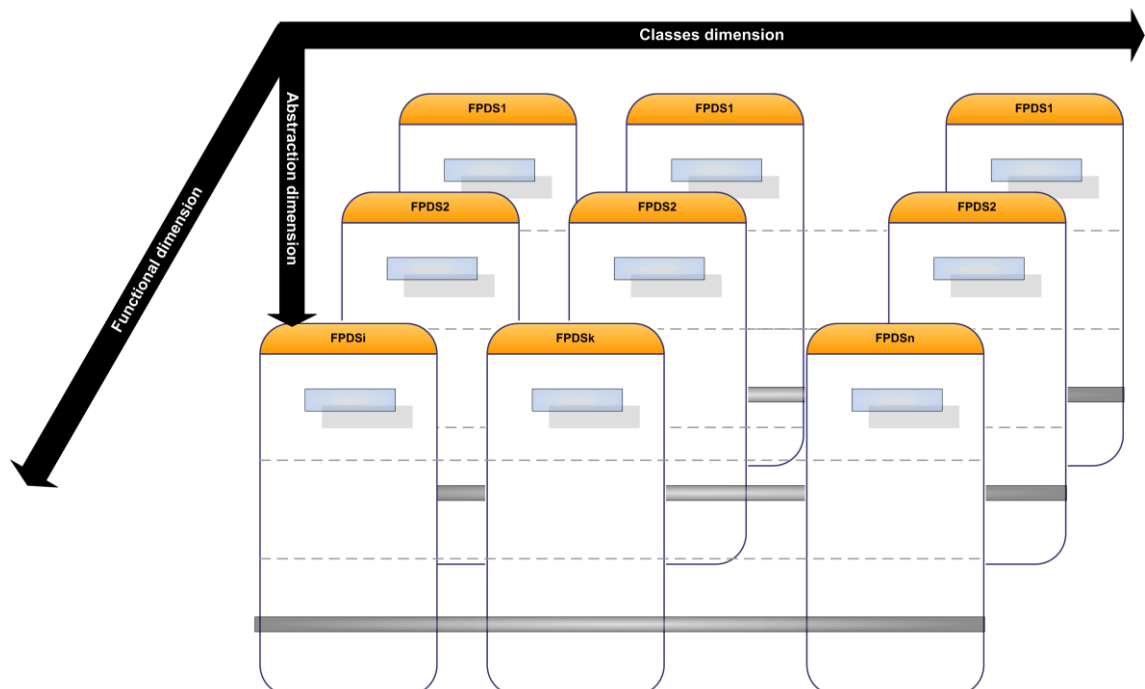 Classes dimension
Abstraction dimension
Functional dimension
FPDS1
FPDS1
FPDS1
FPDS2
FPDS2
FPDS2
FPDSi
FPDSk
FPDSn